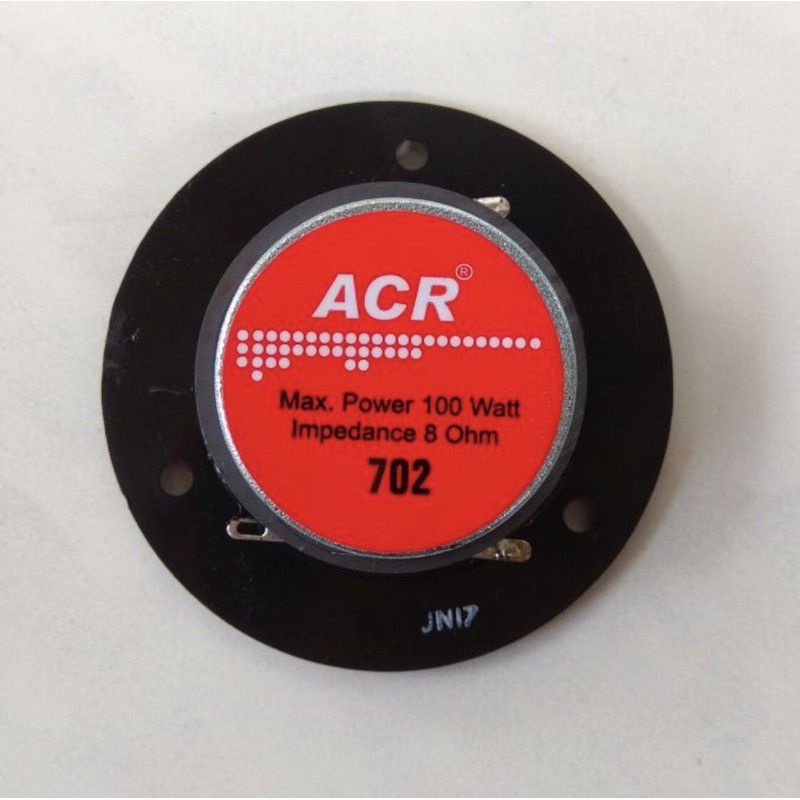 ACR®
Max. Power 100 Watt
Impedance 8 Ohm
702
JN17